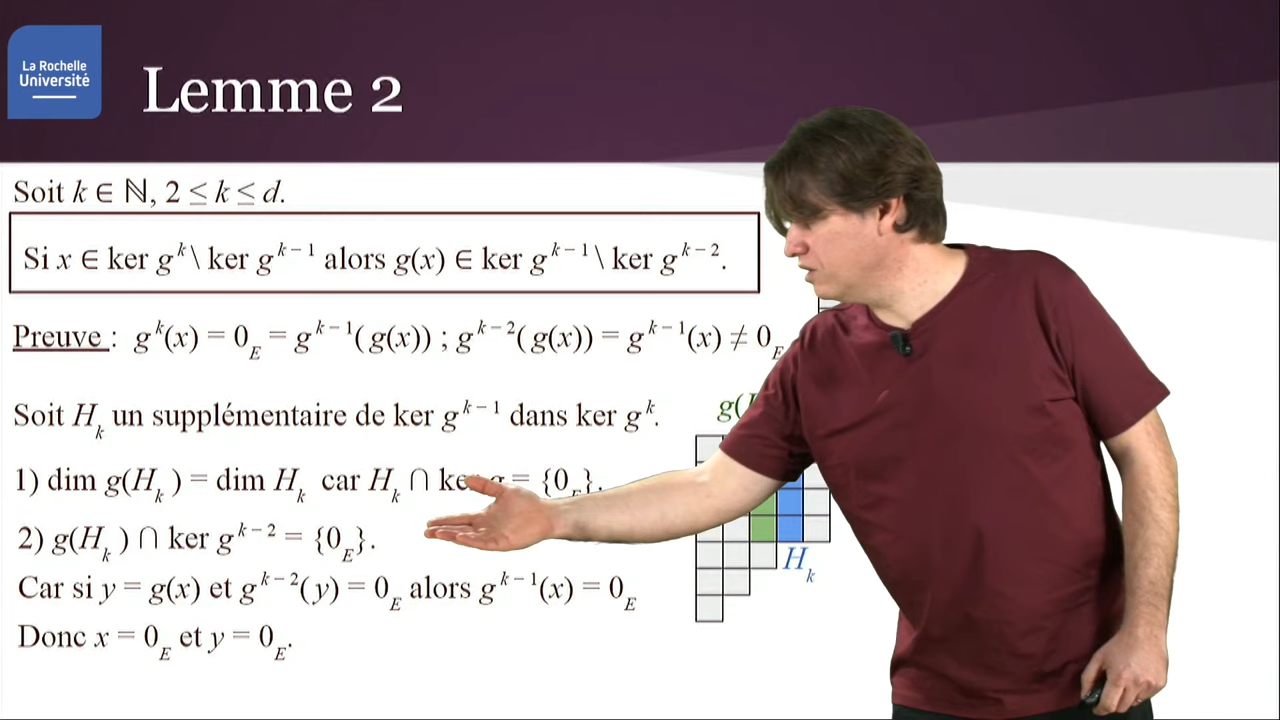 La Rochelle
Université
Lemme 2
Soit k ∈ ℕ, 2 ≤ k ≤ d.
Si x ∈ ker g^k \ ker g^{k−1} alors g(x) ∈ ker g^{k−1} \ ker g^{k−2}.
Preuve : g^k(x) = 0_E = g^{k−1}(g(x)) ; g^{k−2}(g(x)) = g^{k−1}(x) ≠ 0_E
Soit H_k un supplémentaire de ker g^{k−1} dans ker g^k.
g(
1) dim g(H_k) = dim H_k car H_k ∩ = {0_E}.
2) g(H_k) ∩ ker g^{k−2} = {0_E}.
H_k
Car si y = g(x) et g^{k−2}(y) = 0_E alors g^{k−1}(x) = 0_E
Donc x = 0_E et y = 0_E.